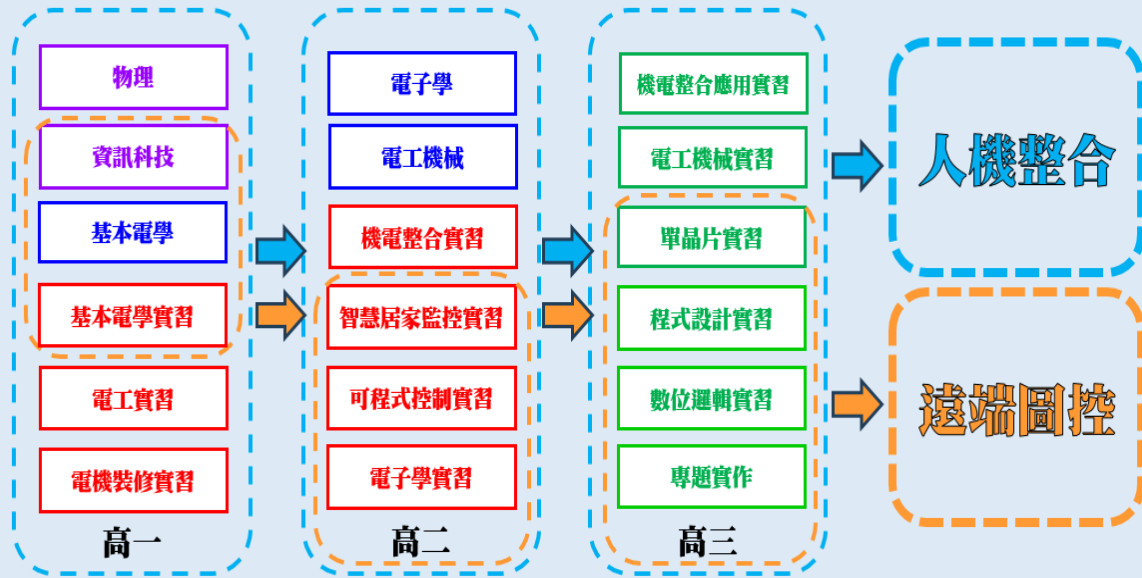 物理
資訊科技
基本電學
基本電學實習
電工實習
電機裝修實習
高一
電子學
電工機械
機電整合實習
智慧居家監控實習
可程式控制實習
電子學實習
高二
機電整合應用實習
電工機械實習
單晶片實習
程式設計實習
數位邏輯實習
專題實作
高三
人機整合
遠端圖控